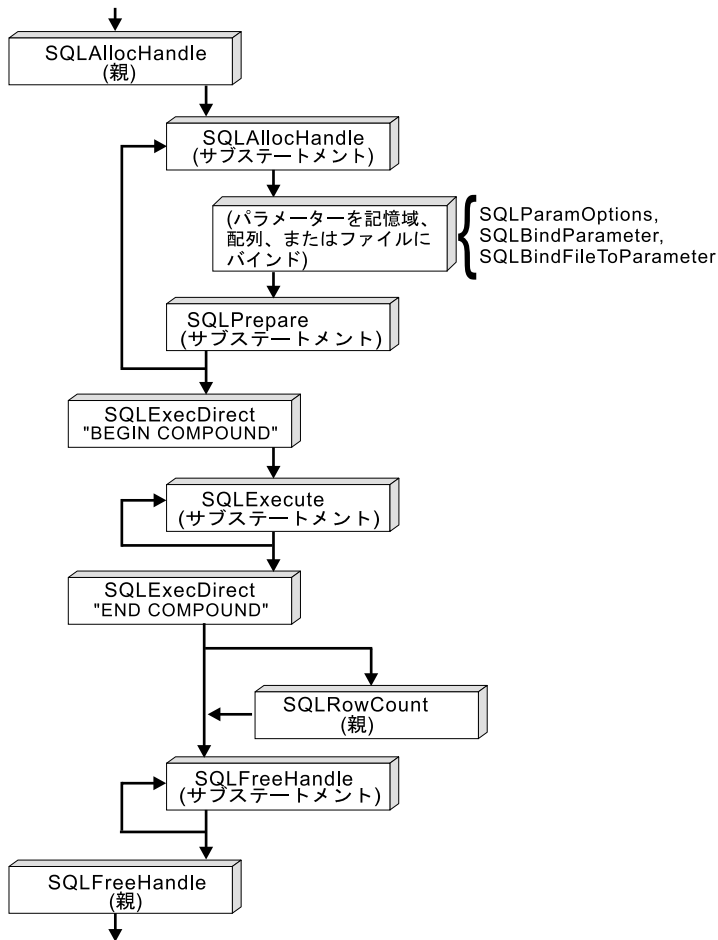 SQLAllocHandle
(親)
SQLAllocHandle
(サブステートメント)
(パラメーターを記憶域、
配列、またはファイルに
バインド)
SQLParamOptions,
SQLBindParameter,
SQLBindFileToParameter
SQLPrepare
(サブステートメント)
SQLExecDirect
"BEGIN COMPOUND"
SQLExecute
(サブステートメント)
SQLExecDirect
"END COMPOUND"
SQLRowCount
(親)
SQLFreeHandle
(サブステートメント)
SQLFreeHandle
(親)